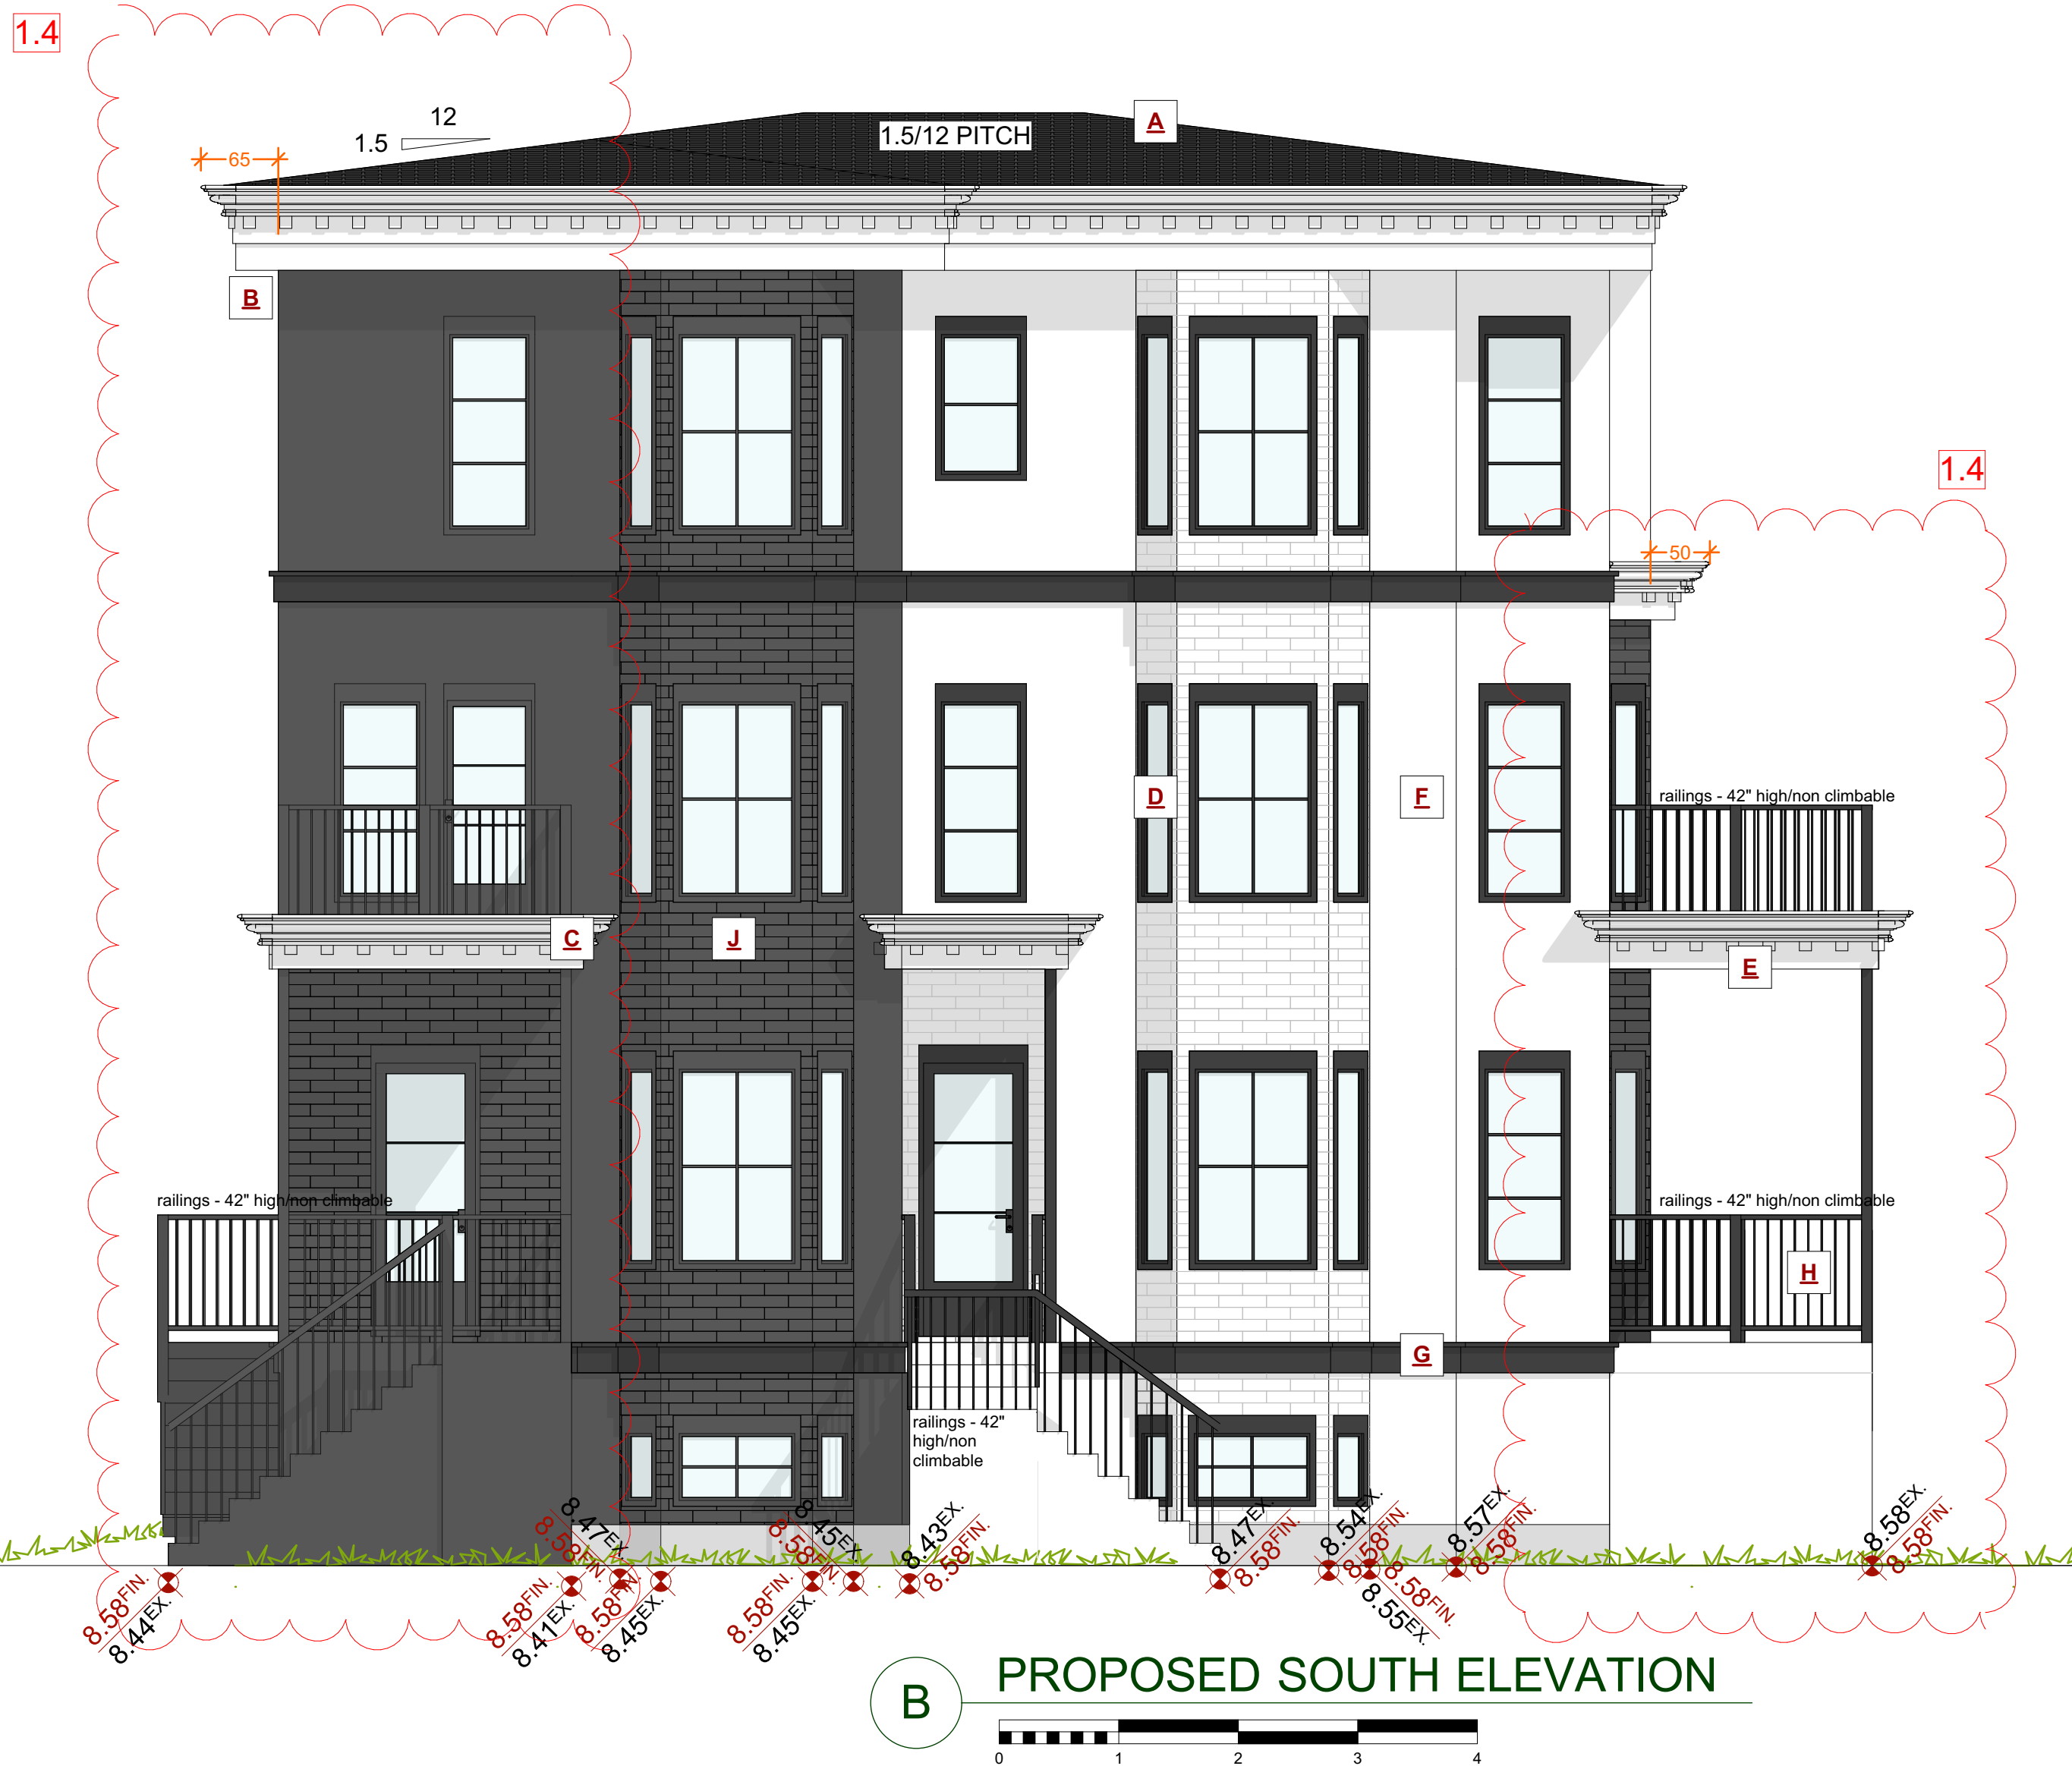 1.4
12
1.5
1.5/12 PITCH
A
65
B
1.4
50
D
F
railings - 42" high/non climbable
C
J
E
railings - 42" high/non climbable
railings - 42" high/non climbable
H
G
railings - 42"
high/non
climbable
8.58FIN.
8.44EX.
8.58FIN.
8.41EX.
8.47EX.
8.58FIN.
8.58FIN.
8.45EX.
8.58FIN.
8.45EX.
8.45EX.
8.58FIN.
8.43EX.
8.58FIN.
8.47EX.
8.58FIN.
8.54EX.
8.58FIN.
8.58FIN.
8.55EX.
8.57EX.
8.58FIN.
8.58EX.
8.58FIN.
B
PROPOSED SOUTH ELEVATION
0 1 2 3 4